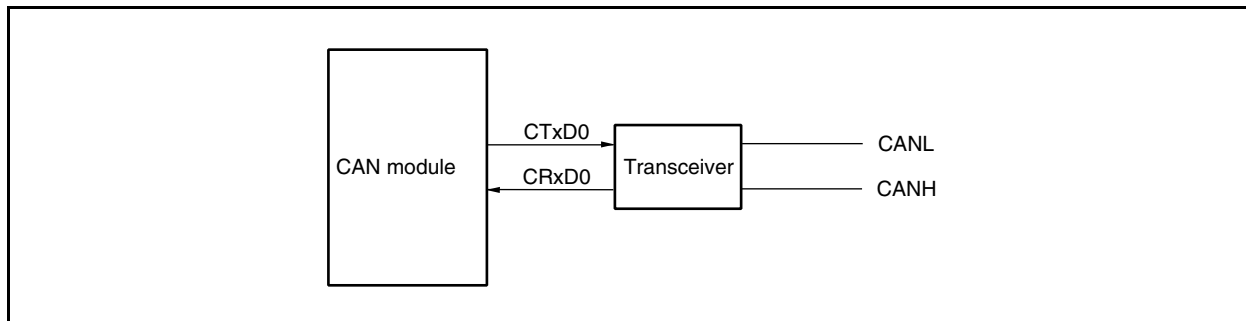 CAN module
CTxD0
CRxD0
Transceiver
CANL
CANH